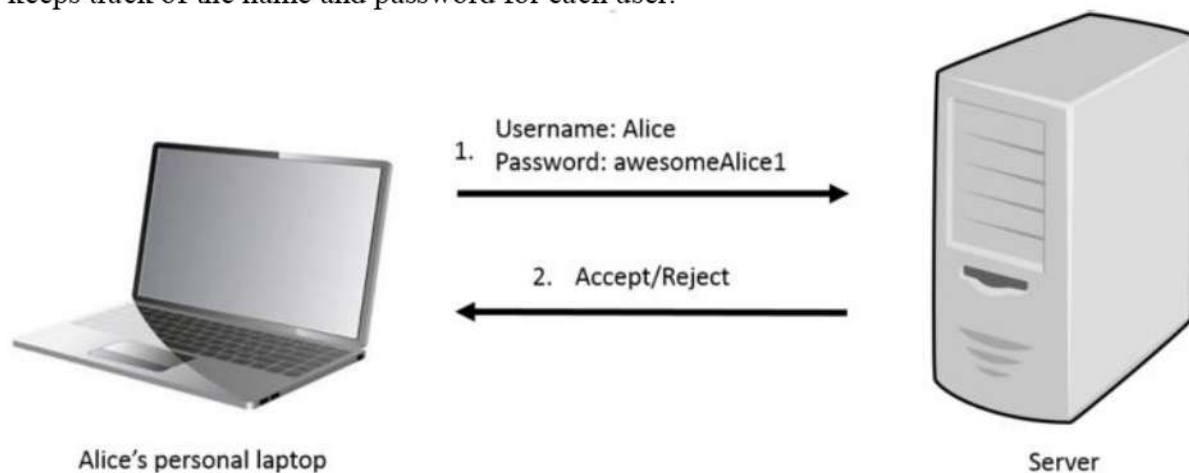 keeps track of the name and password for each user.
1. Username: Alice
Password: awesomeAlice1
2. Accept/Reject
Alice's personal laptop
Server